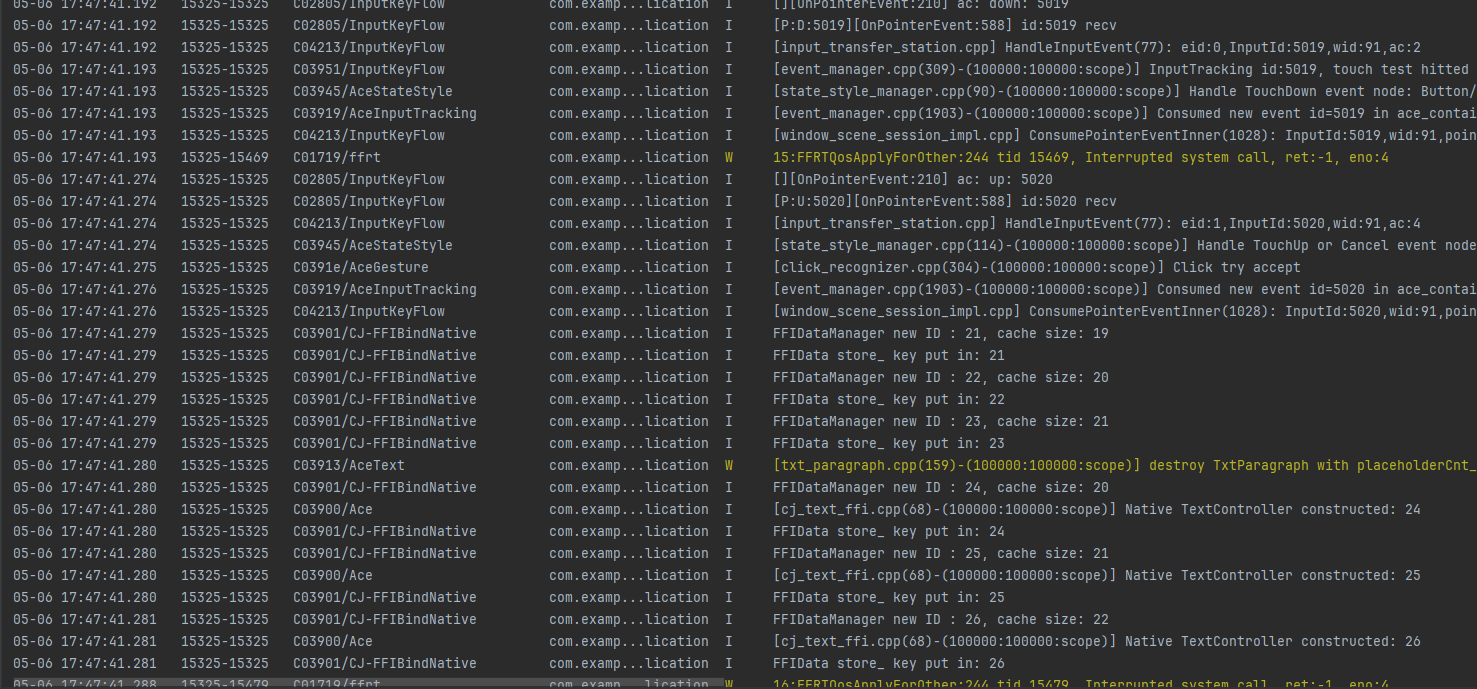 05-06 17:47:41.192 15325-15325 C02805/InputKeyFlow com.examp...lication I [][OnPointerEvent:210] ac: down: 5019
05-06 17:47:41.192 15325-15325 C02805/InputKeyFlow com.examp...lication I [P:D:5019][OnPointerEvent:588] id:5019 recv
05-06 17:47:41.192 15325-15325 C04213/InputKeyFlow com.examp...lication I [input_transfer_station.cpp] HandleInputEvent(77): eid:0,InputId:5019,wid:91,ac:2
05-06 17:47:41.193 15325-15325 C03951/InputKeyFlow com.examp...lication I [event_manager.cpp(309)-(100000:100000:scope)] InputTracking id:5019, touch test hitted
05-06 17:47:41.193 15325-15325 C03945/AceStateStyle com.examp...lication I [state_style_manager.cpp(90)-(100000:100000:scope)] Handle TouchDown event node: Button/
05-06 17:47:41.193 15325-15325 C03919/AceInputTracking com.examp...lication I [event_manager.cpp(1903)-(100000:100000:scope)] Consumed new event id=5019 in ace_contai
05-06 17:47:41.193 15325-15325 C04213/InputKeyFlow com.examp...lication I [window_scene_session_impl.cpp] ConsumePointerEventInner(1028): InputId:5019,wid:91,poin
05-06 17:47:41.193 15325-15469 C01719/ffrt com.examp...lication W 15:FFRTQosApplyForOther:244 tid 15469, Interrupted system call, ret:-1, eno:4
05-06 17:47:41.274 15325-15325 C02805/InputKeyFlow com.examp...lication I [][OnPointerEvent:210] ac: up: 5020
05-06 17:47:41.274 15325-15325 C02805/InputKeyFlow com.examp...lication I [P:U:5020][OnPointerEvent:588] id:5020 recv
05-06 17:47:41.274 15325-15325 C04213/InputKeyFlow com.examp...lication I [input_transfer_station.cpp] HandleInputEvent(77): eid:1,InputId:5020,wid:91,ac:4
05-06 17:47:41.274 15325-15325 C03945/AceStateStyle com.examp...lication I [state_style_manager.cpp(114)-(100000:100000:scope)] Handle TouchUp or Cancel event node
05-06 17:47:41.275 15325-15325 C0391e/AceGesture com.examp...lication I [click_recognizer.cpp(304)-(100000:100000:scope)] Click try accept
05-06 17:47:41.276 15325-15325 C03919/AceInputTracking com.examp...lication I [event_manager.cpp(1903)-(100000:100000:scope)] Consumed new event id=5020 in ace_contai
05-06 17:47:41.276 15325-15325 C04213/InputKeyFlow com.examp...lication I [window_scene_session_impl.cpp] ConsumePointerEventInner(1028): InputId:5020,wid:91,poin
05-06 17:47:41.279 15325-15325 C03901/CJ-FFIBindNative com.examp...lication I FFIDataManager new ID : 21, cache size: 19
05-06 17:47:41.279 15325-15325 C03901/CJ-FFIBindNative com.examp...lication I FFIData store_ key put in: 21
05-06 17:47:41.279 15325-15325 C03901/CJ-FFIBindNative com.examp...lication I FFIDataManager new ID : 22, cache size: 20
05-06 17:47:41.279 15325-15325 C03901/CJ-FFIBindNative com.examp...lication I FFIData store_ key put in: 22
05-06 17:47:41.279 15325-15325 C03901/CJ-FFIBindNative com.examp...lication I FFIDataManager new ID : 23, cache size: 21
05-06 17:47:41.279 15325-15325 C03901/CJ-FFIBindNative com.examp...lication I FFIData store_ key put in: 23
05-06 17:47:41.280 15325-15325 C03913/AceText com.examp...lication W [txt_paragraph.cpp(159)-(100000:100000:scope)] destroy TxtParagraph with placeholderCnt_
05-06 17:47:41.280 15325-15325 C03901/CJ-FFIBindNative com.examp...lication I FFIDataManager new ID : 24, cache size: 20
05-06 17:47:41.280 15325-15325 C03900/Ace com.examp...lication I [cj_text_ffi.cpp(68)-(100000:100000:scope)] Native TextController constructed: 24
05-06 17:47:41.280 15325-15325 C03901/CJ-FFIBindNative com.examp...lication I FFIData store_ key put in: 24
05-06 17:47:41.280 15325-15325 C03901/CJ-FFIBindNative com.examp...lication I FFIDataManager new ID : 25, cache size: 21
05-06 17:47:41.280 15325-15325 C03900/Ace com.examp...lication I [cj_text_ffi.cpp(68)-(100000:100000:scope)] Native TextController constructed: 25
05-06 17:47:41.280 15325-15325 C03901/CJ-FFIBindNative com.examp...lication I FFIData store_ key put in: 25
05-06 17:47:41.281 15325-15325 C03901/CJ-FFIBindNative com.examp...lication I FFIDataManager new ID : 26, cache size: 22
05-06 17:47:41.281 15325-15325 C03900/Ace com.examp...lication I [cj_text_ffi.cpp(68)-(100000:100000:scope)] Native TextController constructed: 26
05-06 17:47:41.281 15325-15325 C03901/CJ-FFIBindNative com.examp...lication I FFIData store_ key put in: 26
05-06 17:47:41.288 15325-15479 C01719/ffrt com.examp...lication W 16:FFRTQosApplyForOther:244 tid 15479, Interrupted system call, ret:-1, eno:4